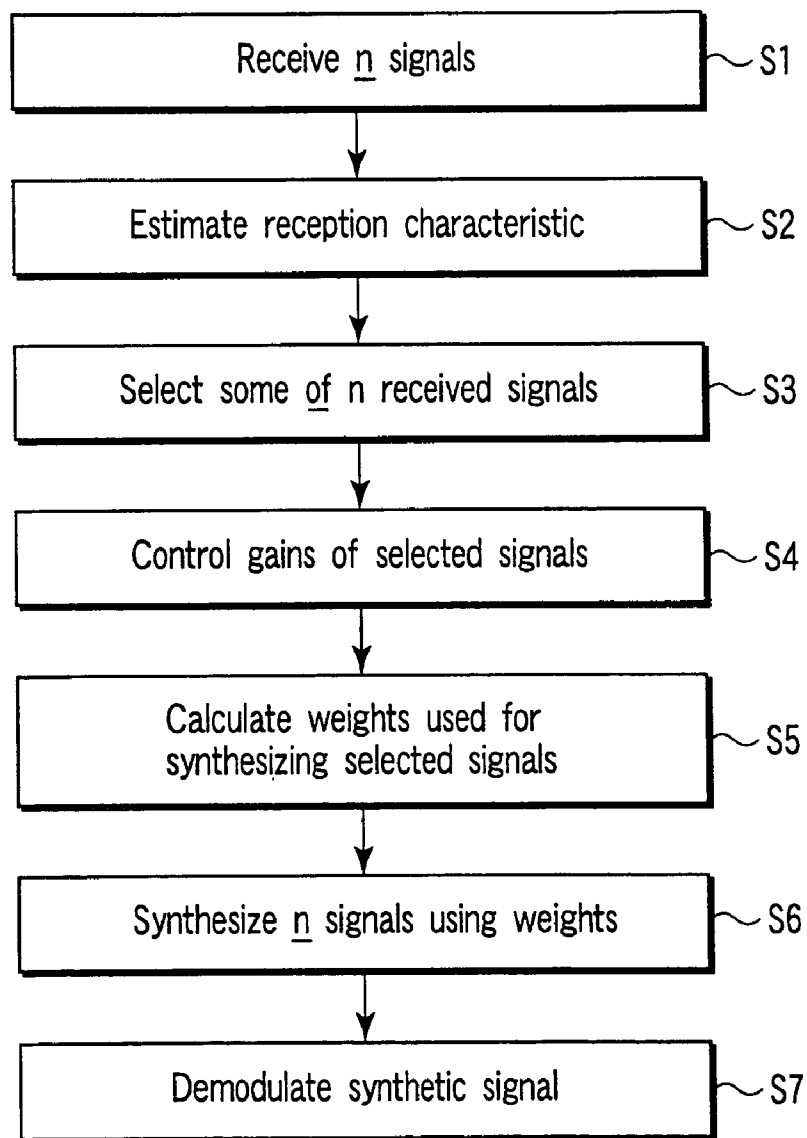 Receive n signals S1
Estimate reception characteristic S2
Select some of n received signals S3
Control gains of selected signals S4
Calculate weights used for
synthesizing selected signals S5
Synthesize n signals using weights S6
Demodulate synthetic signal S7